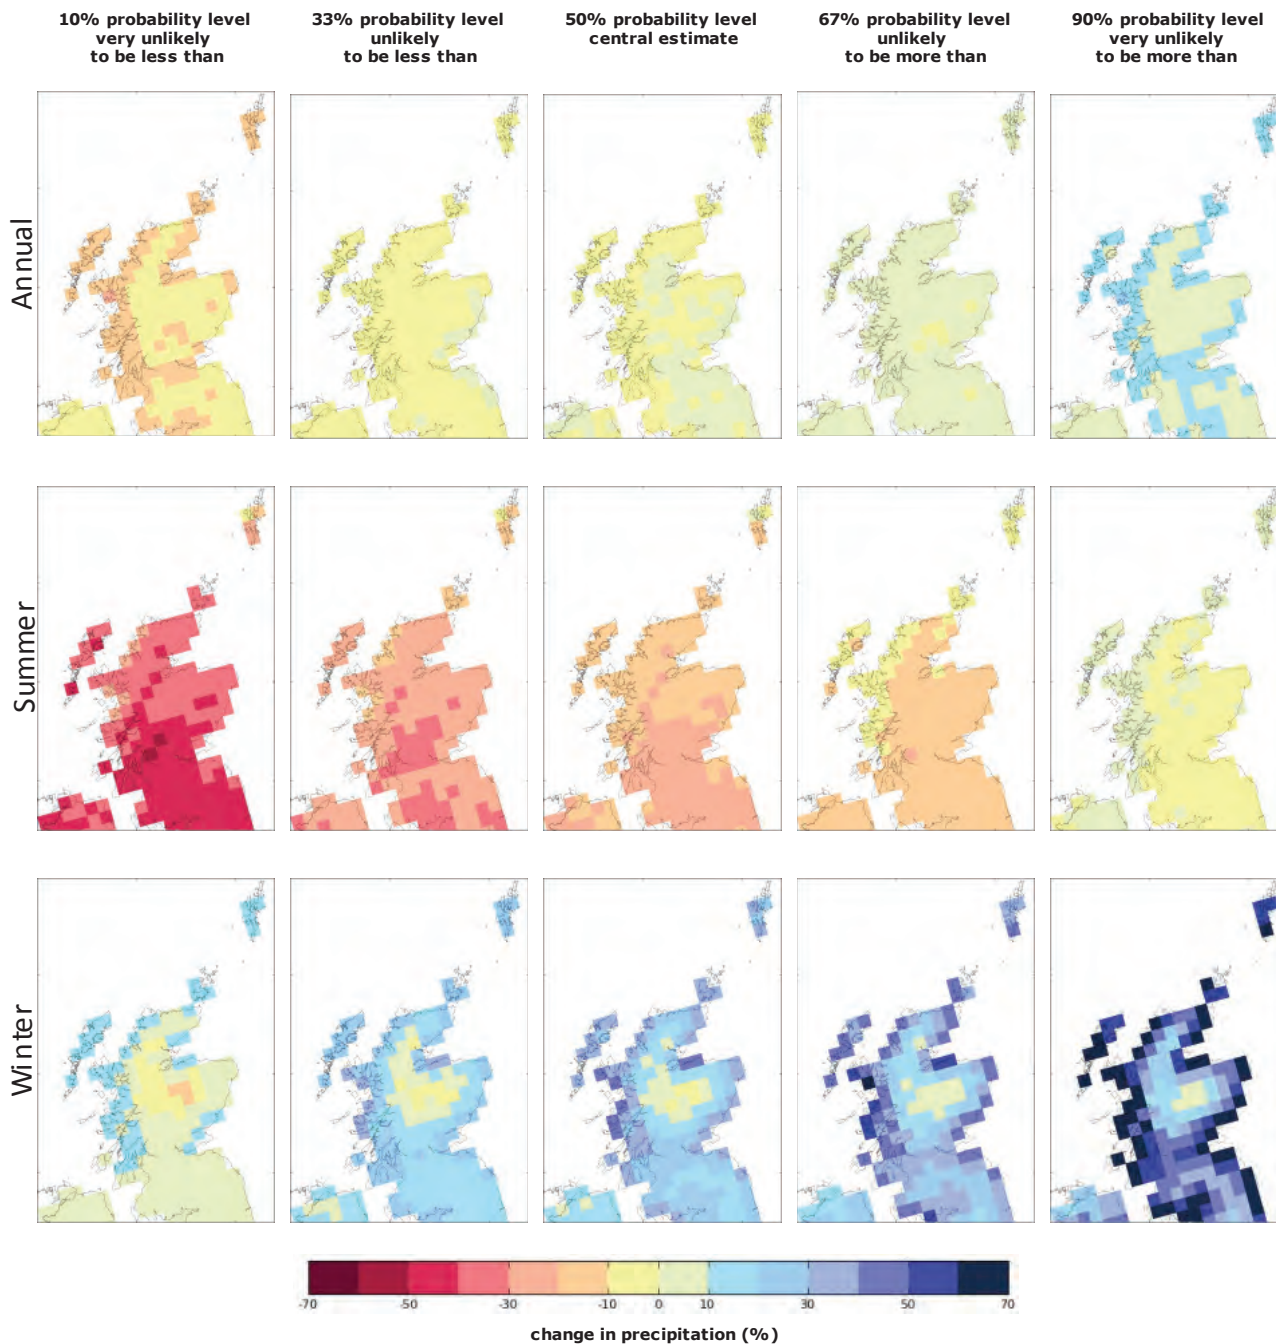 10% probability level
very unlikely
to be less than
33% probability level
unlikely
to be less than
50% probability level
central estimate
67% probability level
unlikely
to be more than
90% probability level
very unlikely
to be more than
Annual
Summer
Winter
-70 -50 -30 -10 0 10 30 50 70
change in precipitation (%)